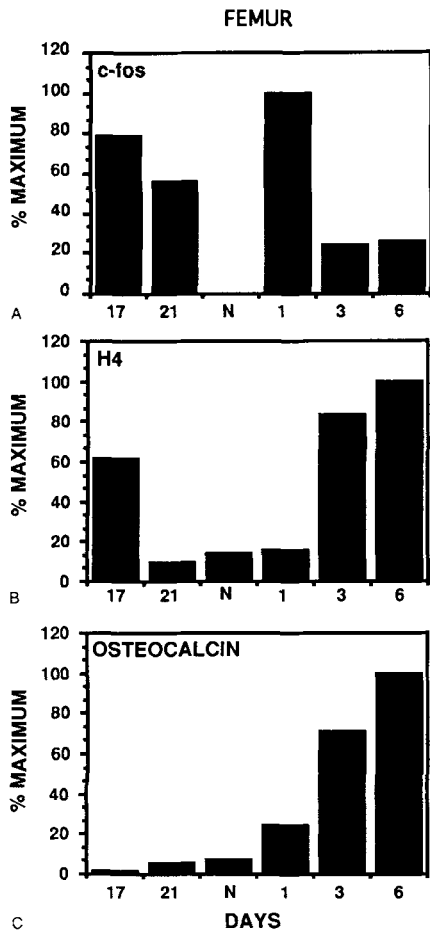 FEMUR
120
c-fos
100
80
60
40
20
0
% MAXIMUM
A
17 21 N 1 3 6
120
H4
100
80
60
40
20
0
% MAXIMUM
B
17 21 N 1 3 6
120
OSTEOCALCIN
100
80
60
40
20
0
% MAXIMUM
17 21 N 1 3 6
C
DAYS